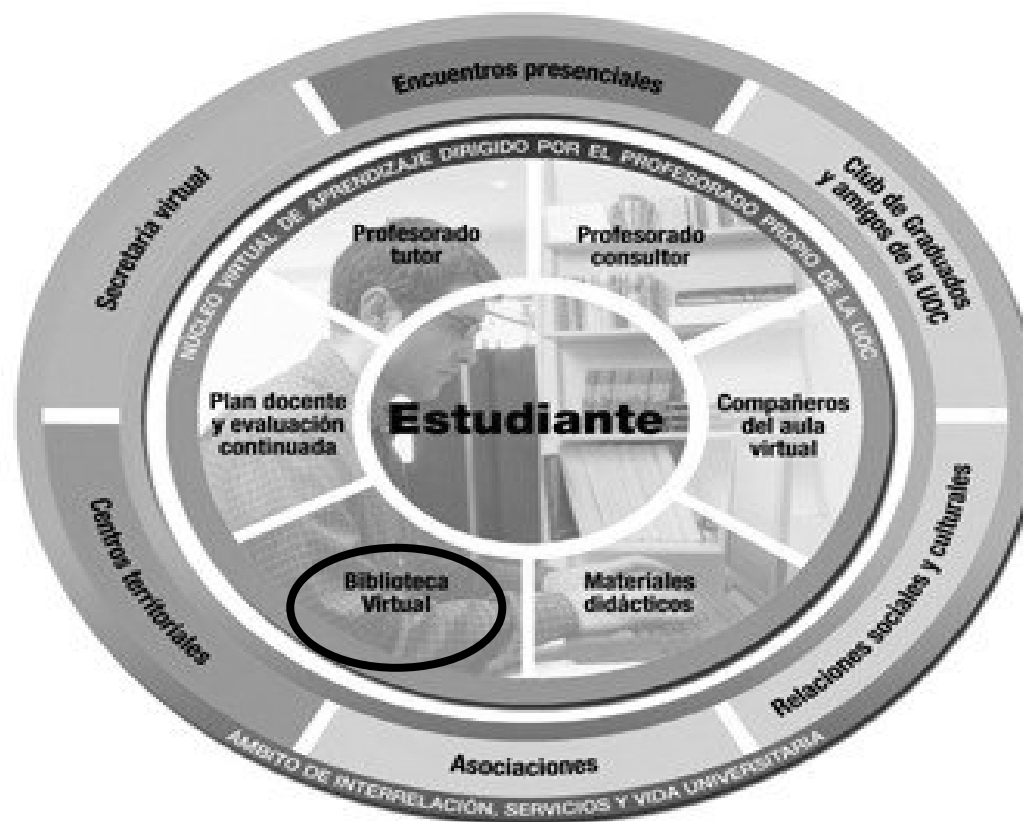 Encuentros presenciales
Secretaría virtual
Club de Graduados
y amigos de la UOC
NÚCLEO VIRTUAL DE APRENDIZAJE DIRIGIDO POR EL PROFESORADO PROPIO DE LA UOC
Profesorado
tutor
Profesorado
consultor
Plan docente
y evaluación
continuada
Estudiante
Compañeros
del aula
virtual
Biblioteca
Virtual
Materiales
didácticos
Centros territoriales
Relaciones sociales y culturales
Asociaciones
ÁMBITO DE INTERRELACIÓN, SERVICIOS Y VIDA UNIVERSITARIA